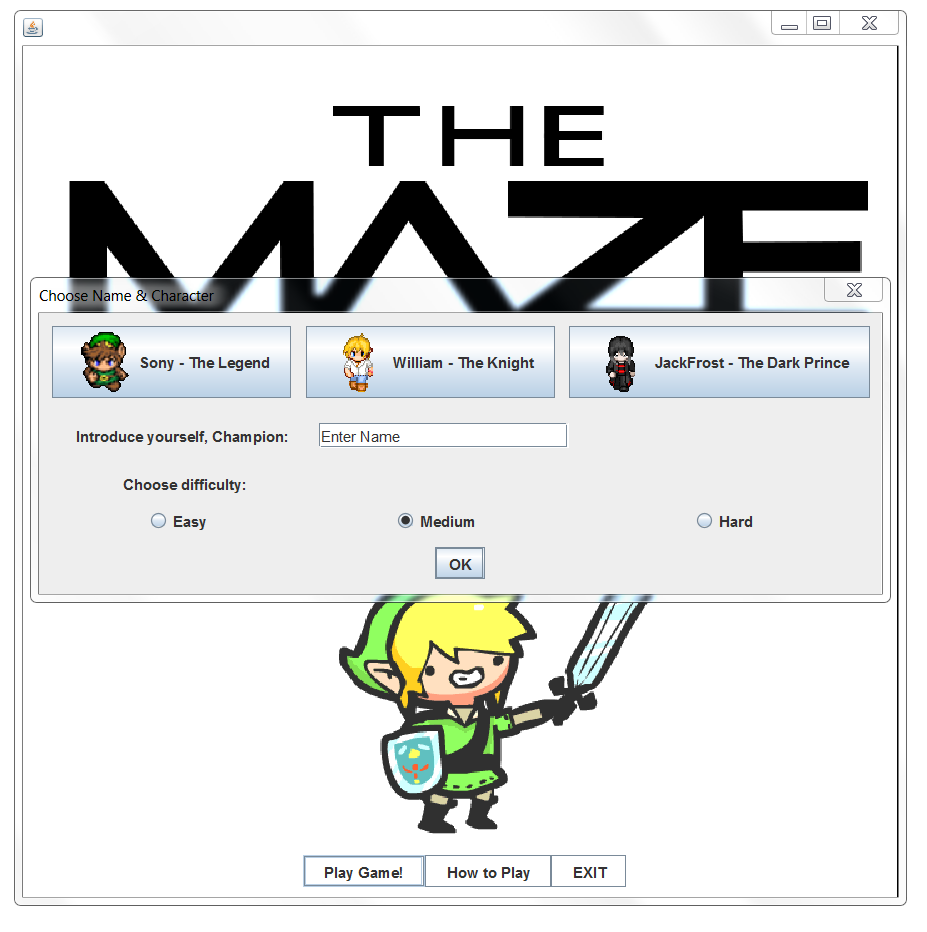 THE
MAZE
Choose Name & Character
Sony - The Legend
William - The Knight
JackFrost - The Dark Prince
Introduce yourself, Champion:
Enter Name
Choose difficulty:
Easy
Medium
Hard
OK
Play Game!
How to Play
EXIT